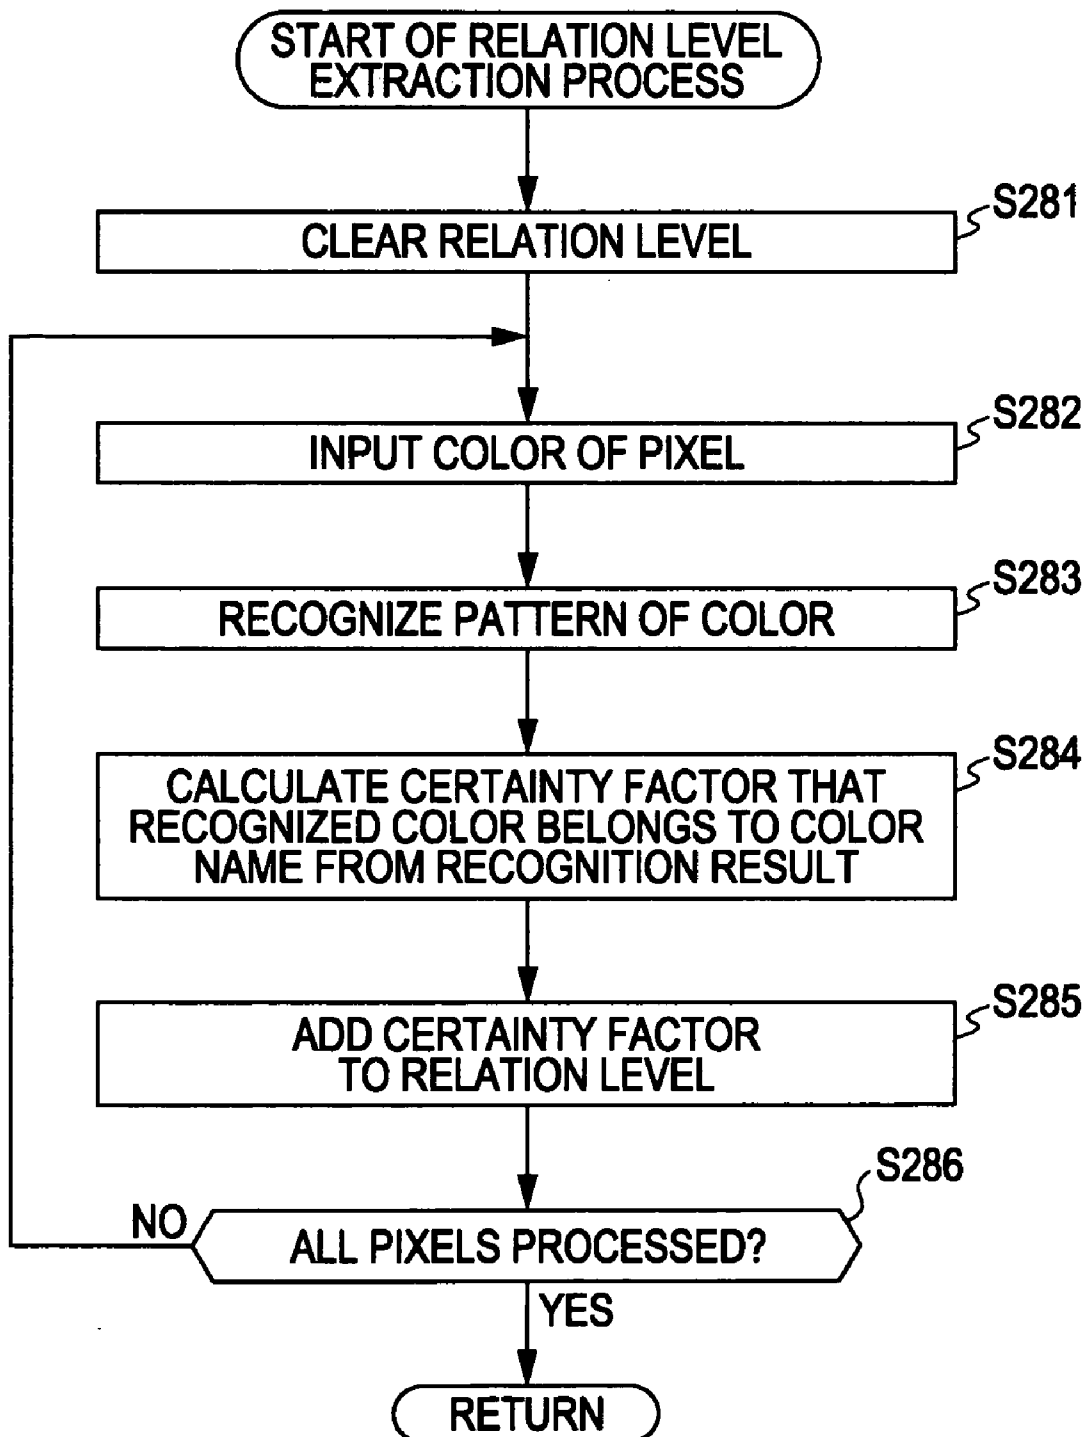 START OF RELATION LEVEL
EXTRACTION PROCESS
S281
CLEAR RELATION LEVEL
S282
INPUT COLOR OF PIXEL
S283
RECOGNIZE PATTERN OF COLOR
S284
CALCULATE CERTAINTY FACTOR THAT
RECOGNIZED COLOR BELONGS TO COLOR
NAME FROM RECOGNITION RESULT
S285
ADD CERTAINTY FACTOR
TO RELATION LEVEL
S286
NO
ALL PIXELS PROCESSED?
YES
RETURN